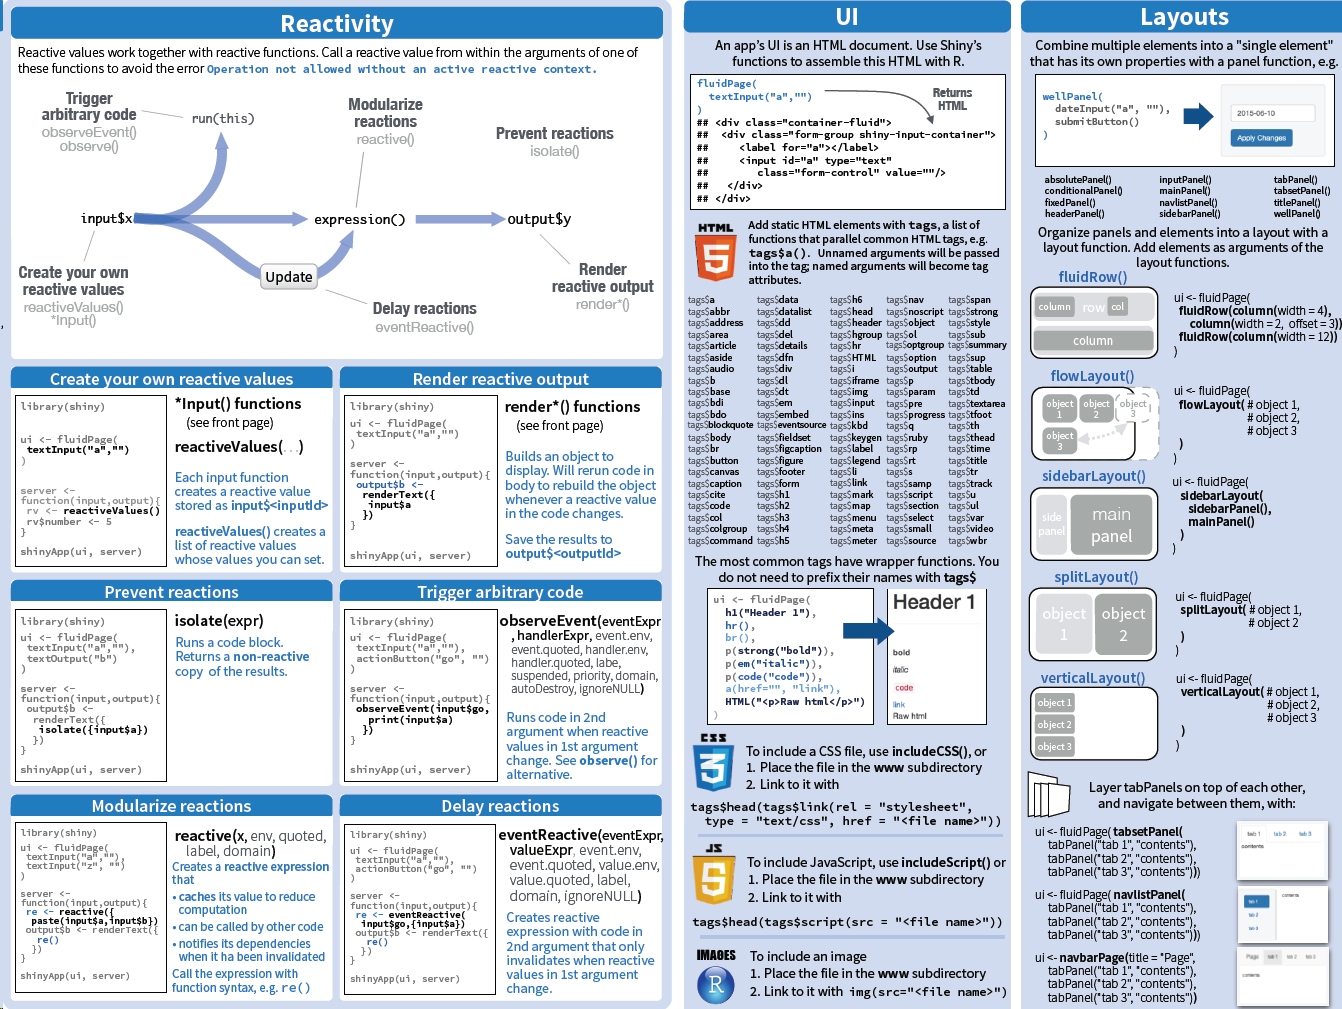 Reactivity
Reactive values work together with reactive functions. Call a reactive value from within the arguments of one of
these functions to avoid the error Operation not allowed without an active reactive context.
Trigger
arbitrary code
observeEvent()
observe()
run(this)
Modularize
reactions
reactive()
Prevent reactions
isolate()
input$x
expression()
output$y
Update
Create your own
reactive values
reactiveValues()
*Input()
Delay reactions
eventReactive()
Render
reactive output
render*()
Create your own reactive values
library(shiny)
ui <- fluidPage(
textInput("a","")
)
server <-
function(input,output){
rv <- reactiveValues()
rv$number <- 5
}
shinyApp(ui, server)
*Input() functions
(see front page)
reactiveValues(…)
Each input function
creates a reactive value
stored as input$<inputId>
reactiveValues() creates a
list of reactive values
whose values you can set.
Render reactive output
library(shiny)
ui <- fluidPage(
textInput("a","")
)
server <-
function(input,output){
output$b <-
renderText({
input$a
})
}
shinyApp(ui, server)
render*() functions
(see front page)
Builds an object to
display. Will rerun code in
body to rebuild the object
whenever a reactive value
in the code changes.
Save the results to
output$<outputId>
Prevent reactions
library(shiny)
ui <- fluidPage(
textInput("a",""),
textOutput("b")
)
server <-
function(input,output){
output$b <-
renderText({
isolate({input$a})
})
}
shinyApp(ui, server)
isolate(expr)
Runs a code block.
Returns a non-reactive
copy of the results.
Trigger arbitrary code
library(shiny)
ui <- fluidPage(
textInput("a",""),
actionButton("go", "")
)
server <-
function(input,output){
observeEvent(input$go,
print(input$a)
})
}
shinyApp(ui, server)
observeEvent(eventExpr
, handlerExpr, event.env,
event.quoted, handler.env,
handler.quoted, labe,
suspended, priority, domain,
autoDestroy, ignoreNULL)
Runs code in 2nd
argument when reactive
values in 1st argument
change. See observe() for
alternative.
Modularize reactions
library(shiny)
ui <- fluidPage(
textInput("a",""),
textInput("z", "")
)
server <-
function(input,output){
re <- reactive({
paste(input$a,input$b})
output$b <- renderText({
re()
})
}
shinyApp(ui, server)
reactive(x, env, quoted,
label, domain)
Creates a reactive expression
that
• caches its value to reduce
computation
• can be called by other code
• notifies its dependencies
when it ha been invalidated
Call the expression with
function syntax, e.g. re()
Delay reactions
library(shiny)
ui <- fluidPage(
textInput("a",""),
actionButton("go", "")
)
server <-
function(input,output){
re <- eventReactive(
input$go,{input$a})
output$b <- renderText({
re()
})
}
shinyApp(ui, server)
eventReactive(eventExpr,
valueExpr, event.env,
event.quoted, value.env,
value.quoted, label,
domain, ignoreNULL)
Creates reactive
expression with code in
2nd argument that only
invalidates when reactive
values in 1st argument
change.
UI
An app's UI is an HTML document. Use Shiny's
functions to assemble this HTML with R.
fluidPage(
textInput("a","")
)
Returns
HTML
## <div class="container-fluid">
## <div class="form-group shiny-input-container">
## <label for="a"></label>
## <input id="a" type="text"
## class="form-control" value=""/>
## </div>
## </div>
HTML
5
Add static HTML elements with tags, a list of
functions that parallel common HTML tags, e.g.
tags$a(). Unnamed arguments will be passed
into the tag; named arguments will become tag
attributes.
tags$a tags$data tags$h6 tags$nav tags$span
tags$abbr tags$datalist tags$head tags$noscript tags$strong
tags$address tags$dd tags$header tags$object tags$style
tags$area tags$del tags$hgroup tags$ol tags$sub
tags$article tags$details tags$hr tags$optgroup tags$summary
tags$aside tags$dfn tags$HTML tags$option tags$sup
tags$audio tags$div tags$i tags$output tags$table
tags$b tags$dl tags$iframe tags$p tags$tbody
tags$base tags$dt tags$img tags$param tags$td
tags$bdi tags$em tags$input tags$pre tags$textarea
tags$bdo tags$embed tags$ins tags$progress tags$tfoot
tags$blockquote tags$eventsource tags$kbd tags$q tags$th
tags$body tags$fieldset tags$keygen tags$ruby tags$thead
tags$br tags$figcaption tags$label tags$rp tags$time
tags$button tags$figure tags$legend tags$rt tags$title
tags$canvas tags$footer tags$li tags$s tags$tr
tags$caption tags$form tags$link tags$samp tags$track
tags$cite tags$h1 tags$mark tags$script tags$u
tags$code tags$h2 tags$map tags$section tags$ul
tags$col tags$h3 tags$menu tags$select tags$var
tags$colgroup tags$h4 tags$meta tags$small tags$video
tags$command tags$h5 tags$meter tags$source tags$wbr
The most common tags have wrapper functions. You
do not need to prefix their names with tags$
ui <- fluidPage(
h1("Header 1"),
hr(),
br(),
p(strong("bold")),
p(em("italic")),
p(code("code")),
a(href="", "link"),
HTML("<p>Raw html</p>")
)
Header 1
bold
italic
code
link
Raw html
CSS
3
To include a CSS file, use includeCSS(), or
1. Place the file in the www subdirectory
2. Link to it with
tags$head(tags$link(rel = "stylesheet",
type = "text/css", href = "<file name>"))
JS
5
To include JavaScript, use includeScript() or
1. Place the file in the www subdirectory
2. Link to it with
tags$head(tags$script(src = "<file name>"))
IMAGES
R
To include an image
1. Place the file in the www subdirectory
2. Link to it with img(src="<file name>")
Layouts
Combine multiple elements into a "single element"
that has its own properties with a panel function, e.g.
wellPanel(
dateInput("a", ""),
submitButton()
)
2015-06-10
Apply Changes
absolutePanel() inputPanel() tabPanel()
conditionalPanel() mainPanel() tabsetPanel()
fixedPanel() navlistPanel() titlePanel()
headerPanel() sidebarPanel() wellPanel()
Organize panels and elements into a layout with a
layout function. Add elements as arguments of the
layout functions.
fluidRow()
column row col
column
ui <- fluidPage(
fluidRow(column(width = 4),
column(width = 2, offset = 3)),
fluidRow(column(width = 12))
)
flowLayout()
object 1
object 2
object 3
object 3
ui <- fluidPage(
flowLayout( # object 1,
# object 2,
# object 3
)
)
sidebarLayout()
side panel
main panel
ui <- fluidPage(
sidebarLayout(
sidebarPanel(),
mainPanel()
)
)
splitLayout()
object 1
object 2
ui <- fluidPage(
splitLayout( # object 1,
# object 2
)
)
verticalLayout()
object 1
object 2
object 3
ui <- fluidPage(
verticalLayout( # object 1,
# object 2,
# object 3
)
)
Layer tabPanels on top of each other,
and navigate between them, with:
ui <- fluidPage( tabsetPanel(
tabPanel("tab 1", "contents"),
tabPanel("tab 2", "contents"),
tabPanel("tab 3", "contents")))
tab 1 tab 2 tab 3
contents
ui <- fluidPage( navlistPanel(
tabPanel("tab 1", "contents"),
tabPanel("tab 2", "contents"),
tabPanel("tab 3", "contents")))
tab 1
tab 2
tab 3
contents
ui <- navbarPage(title = "Page",
tabPanel("tab 1", "contents"),
tabPanel("tab 2", "contents"),
tabPanel("tab 3", "contents"))
Page tab 1 tab 2 tab 3
contents